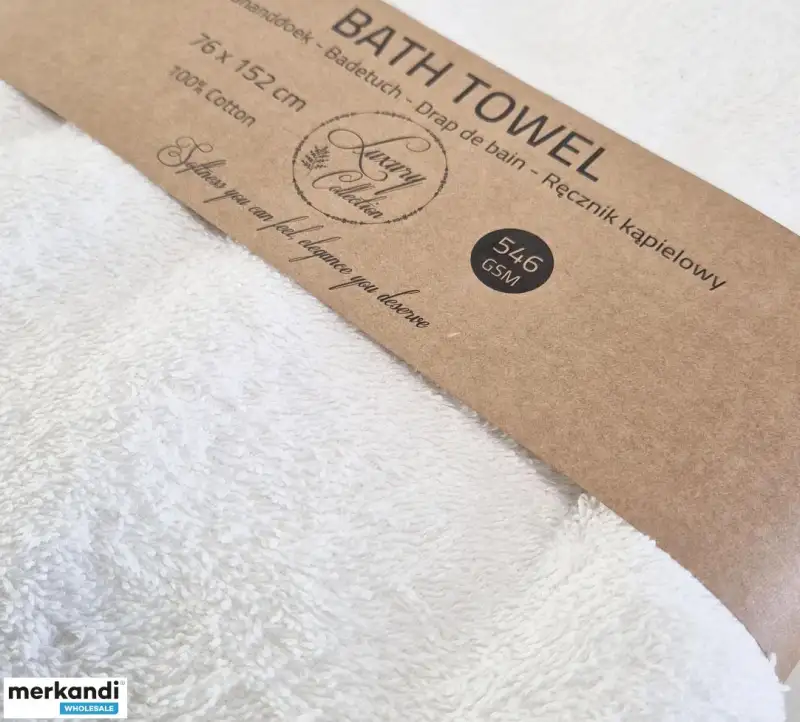 BATH TOWEL
- Badetuch - Drap de bain - Ręcznik kąpielowy
76 x 152 cm
100% Cotton
Luxury
Collection
Softness you can feel, elegance you deserve
546
GSM
merkandi
WHOLESALE